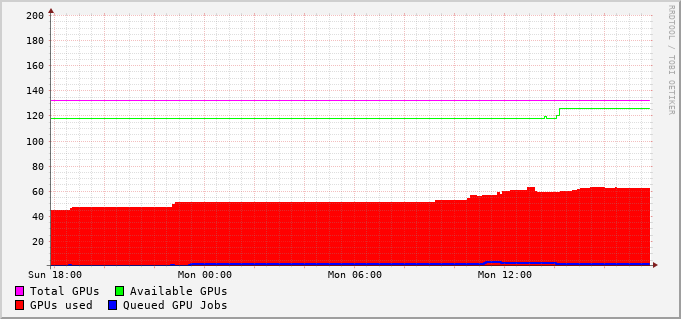 200
180
160
140
120
100
80
60
40
20
Sun 18:00 Mon 00:00 Mon 06:00 Mon 12:00
Total GPUs Available GPUs
GPUs used Queued GPU Jobs
RRDTOOL / TOBI OETIKER